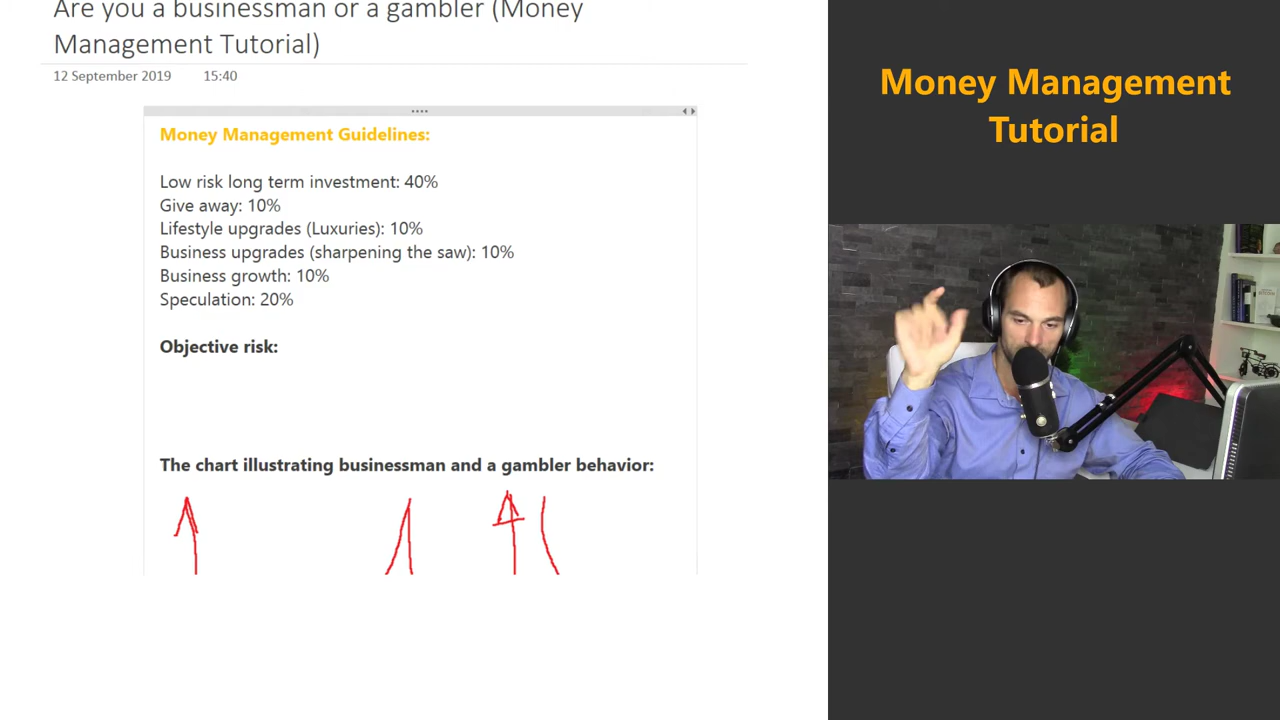 Are you a businessman or a gambler (Money
Management Tutorial)
12 September 2019 15:40
Money Management Guidelines:
Low risk long term investment: 40%
Give away: 10%
Lifestyle upgrades (Luxuries): 10%
Business upgrades (sharpening the saw): 10%
Business growth: 10%
Speculation: 20%
Objective risk:
The chart illustrating businessman and a gambler behavior:
Money Management
Tutorial